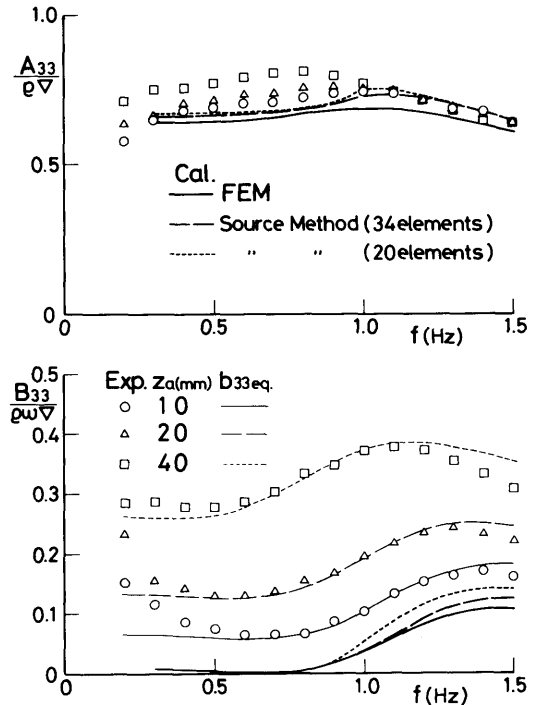 A33
ρ∇
1.0
0.5
Cal.
FEM
Source Method (34elements)
" " (20elements)
0 0.5 1.0 1.5
f(Hz)
B33
ρω∇
0.5
0.4
0.3
0.2
0.1
0
Exp. za(mm) b33eq.
10
20
40
0 0.5 1.0 1.5
f(Hz)